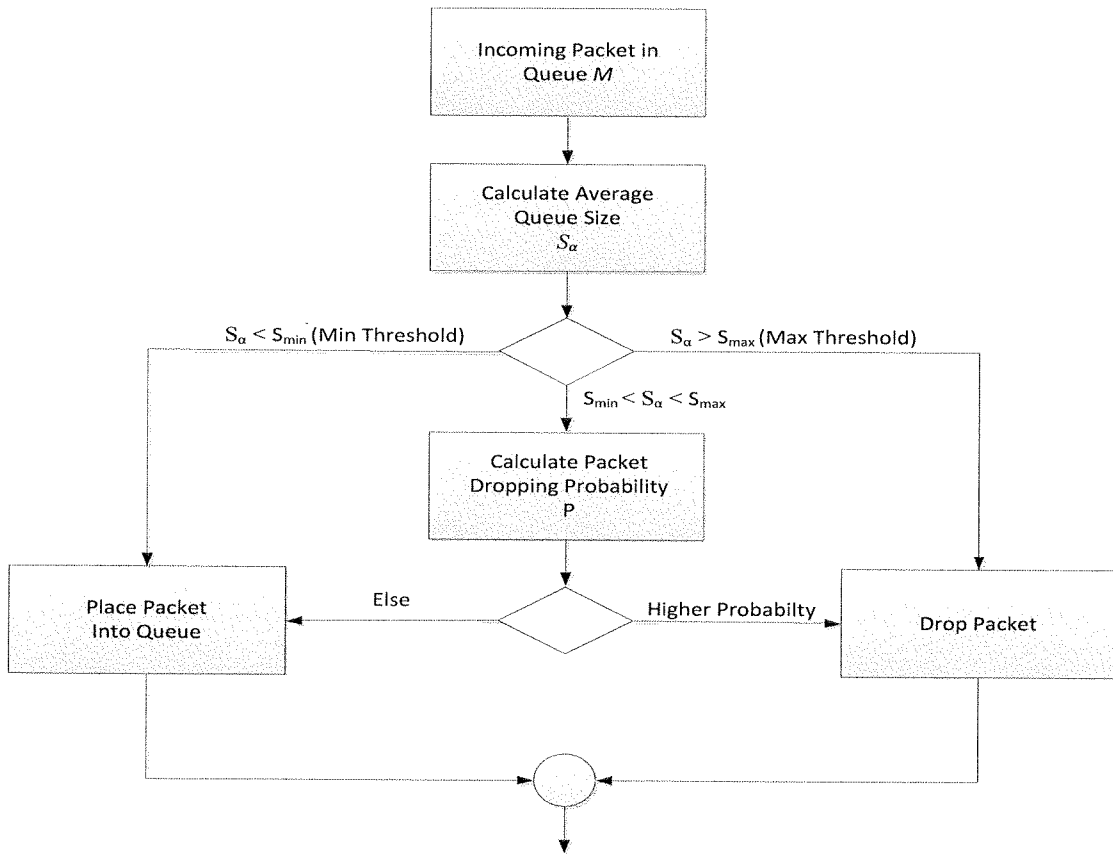 Incoming Packet in
Queue M
Calculate Average
Queue Size
Sα
Sα < Smin (Min Threshold)
Sα > Smax (Max Threshold)
Smin < Sα < Smax
Calculate Packet
Dropping Probability
P
Place Packet
Into Queue
Else
Higher Probabilty
Drop Packet